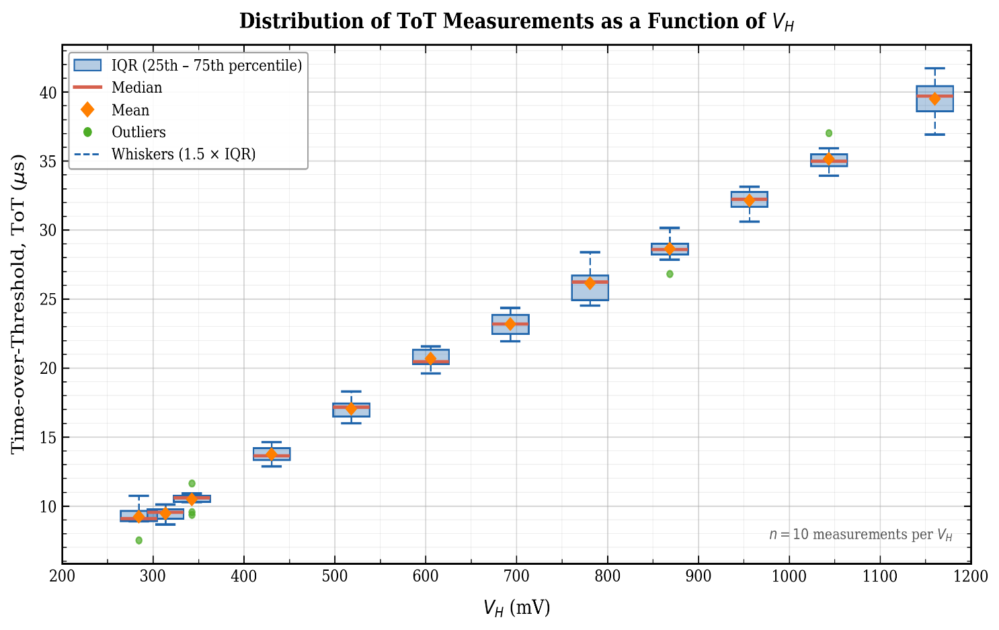 Distribution of ToT Measurements as a Function of V_H
IQR (25th – 75th percentile)
Median
Mean
Outliers
Whiskers (1.5 × IQR)
Time-over-Threshold, ToT (μs)
40
35
30
25
20
15
10
n = 10 measurements per V_H
200 300 400 500 600 700 800 900 1000 1100 1200
V_H (mV)